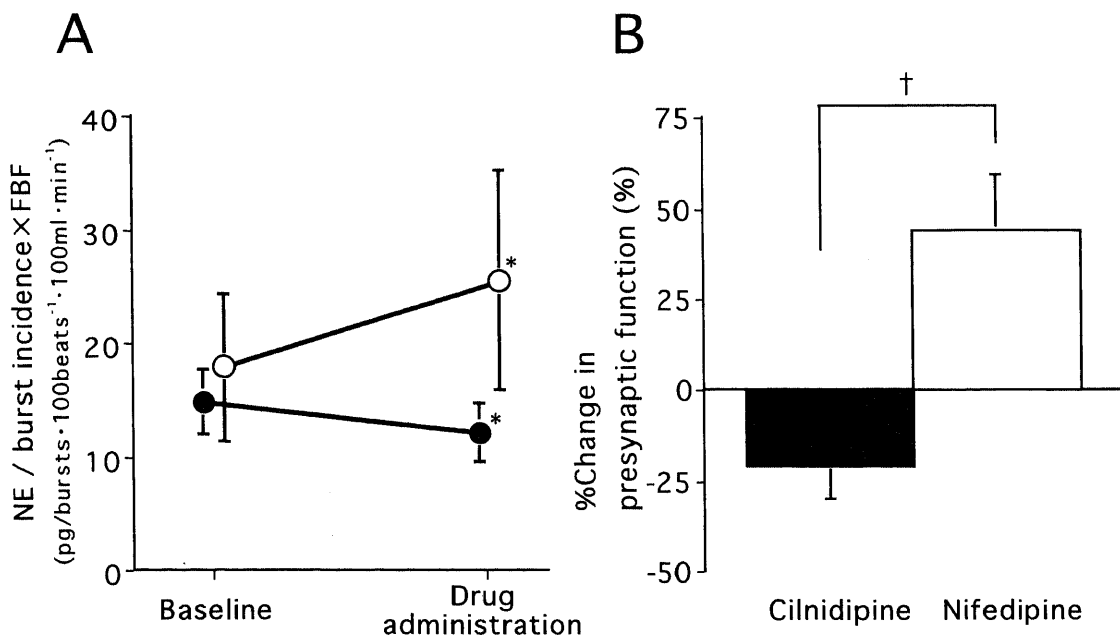 A
NE / burst incidence×FBF
(pg/bursts·100beats⁻¹·100ml·min⁻¹)
40
30
20
10
0
*
*
Baseline
Drug
administration
B
%Change in
presynaptic function (%)
75
50
25
0
-25
-50
†
Cilnidipine
Nifedipine